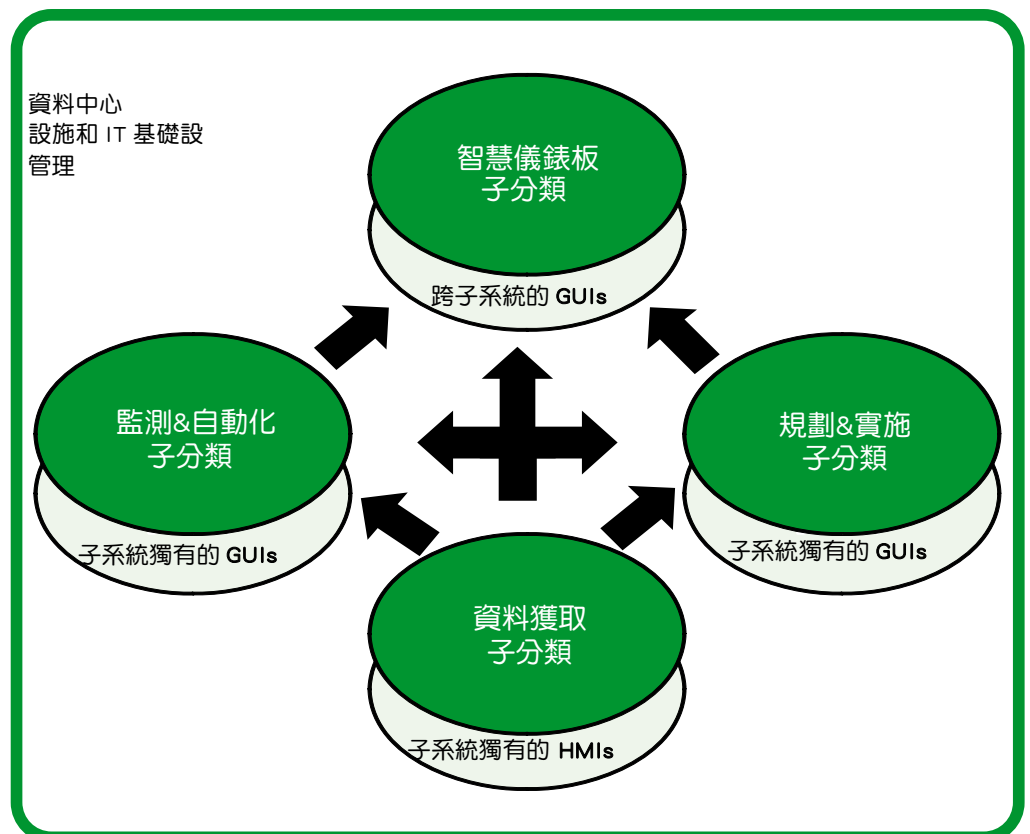 資料中心
設施和 IT 基礎設
管理
智慧儀錶板
子分類
跨子系統的 GUIs
監測&自動化
子分類
子系統獨有的 GUIs
規劃&實施
子分類
子系統獨有的 GUIs
資料獲取
子分類
子系統獨有的 HMIs